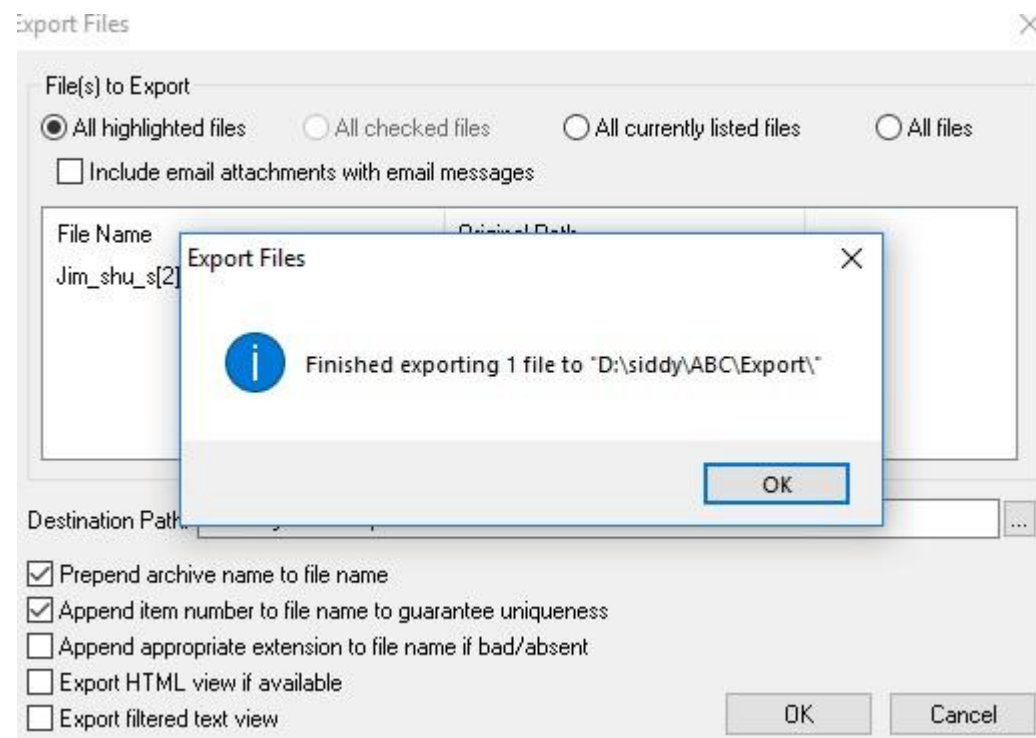 Export Files
File(s) to Export
All highlighted files All checked files All currently listed files All files
Include email attachments with email messages
File Name Original Path
Jim_shu_s[2]
Export Files
Finished exporting 1 file to "D:\siddy\ABC\Export\"
OK
Destination Path:
...
Prepend archive name to file name
Append item number to file name to guarantee uniqueness
Append appropriate extension to file name if bad/absent
Export HTML view if available
Export filtered text view
OK Cancel